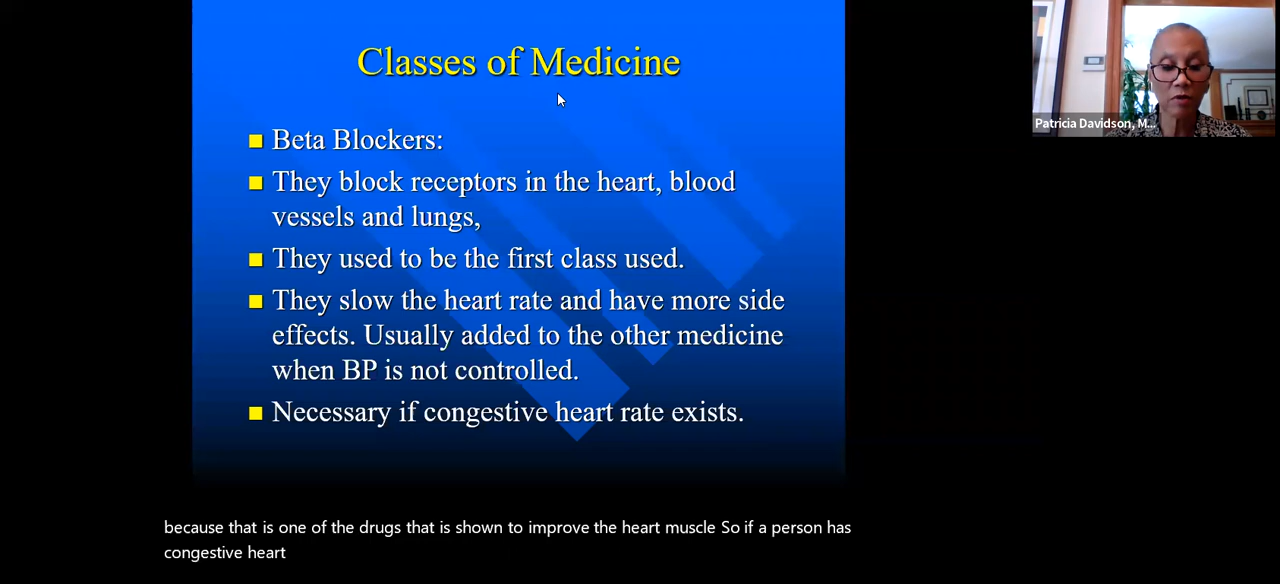 Classes of Medicine
Beta Blockers:
They block receptors in the heart, blood
vessels and lungs,
They used to be the first class used.
They slow the heart rate and have more side
effects. Usually added to the other medicine
when BP is not controlled.
Necessary if congestive heart rate exists.
Patricia Davidson, M...
because that is one of the drugs that is shown to improve the heart muscle So if a person has
congestive heart